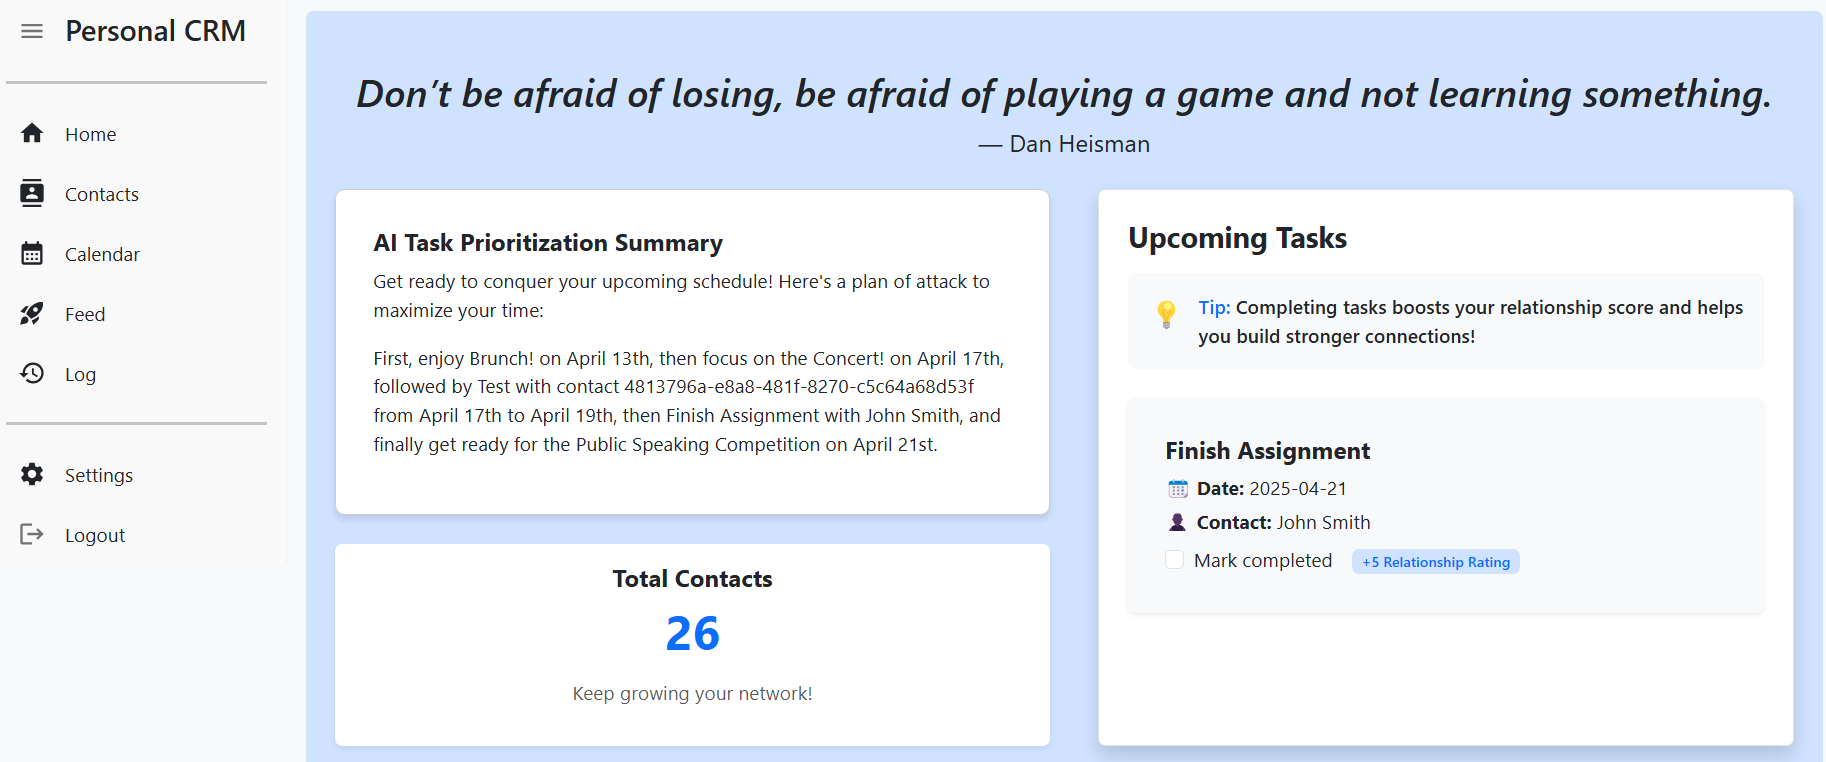 Personal CRM
Home
Contacts
Calendar
Feed
Log
Settings
Logout
Don’t be afraid of losing, be afraid of playing a game and not learning something.
— Dan Heisman
AI Task Prioritization Summary
Get ready to conquer your upcoming schedule! Here's a plan of attack to
maximize your time:
First, enjoy Brunch! on April 13th, then focus on the Concert! on April 17th,
followed by Test with contact 4813796a-e8a8-481f-8270-c5c64a68d53f
from April 17th to April 19th, then Finish Assignment with John Smith, and
finally get ready for the Public Speaking Competition on April 21st.
Total Contacts
26
Keep growing your network!
Upcoming Tasks
Tip: Completing tasks boosts your relationship score and helps
you build stronger connections!
Finish Assignment
Date: 2025-04-21
Contact: John Smith
Mark completed +5 Relationship Rating